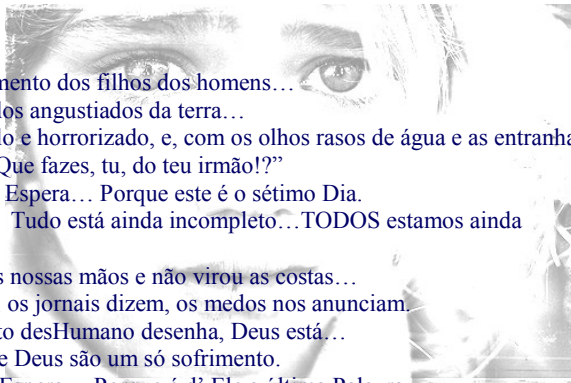 mento dos filhos dos homens…
los angustiados da terra…
lo e horrorizado, e, com os olhos rasos de água e as entranha
Que fazes, tu, do teu irmão!?”
Espera… Porque este é o sétimo Dia.
Tudo está ainda incompleto…TODOS estamos ainda
s nossas mãos e não virou as costas…
os jornais dizem, os medos nos anunciam.
to desHumano desenha, Deus está…
e Deus são um só sofrimento.